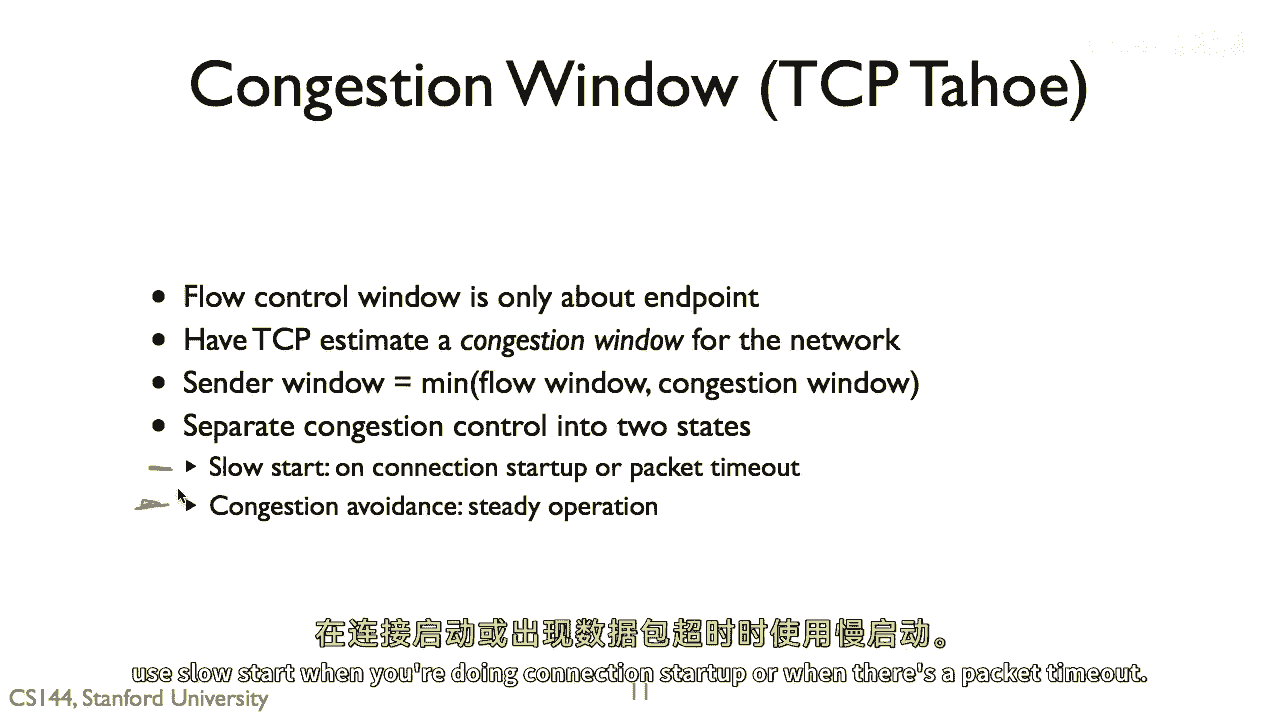 Congestion Window (TCP Tahoe)
• Flow control window is only about endpoint
• Have TCP estimate a congestion window for the network
• Sender window = min(flow window, congestion window)
• Separate congestion control into two states
▶ Slow start: on connection startup or packet timeout
▶ Congestion avoidance: steady operation
在连接启动或出现数据包超时时使用慢启动。
use slow start when you're doing connection startup or when there's a packet timeout.
CS144, Stanford University
11